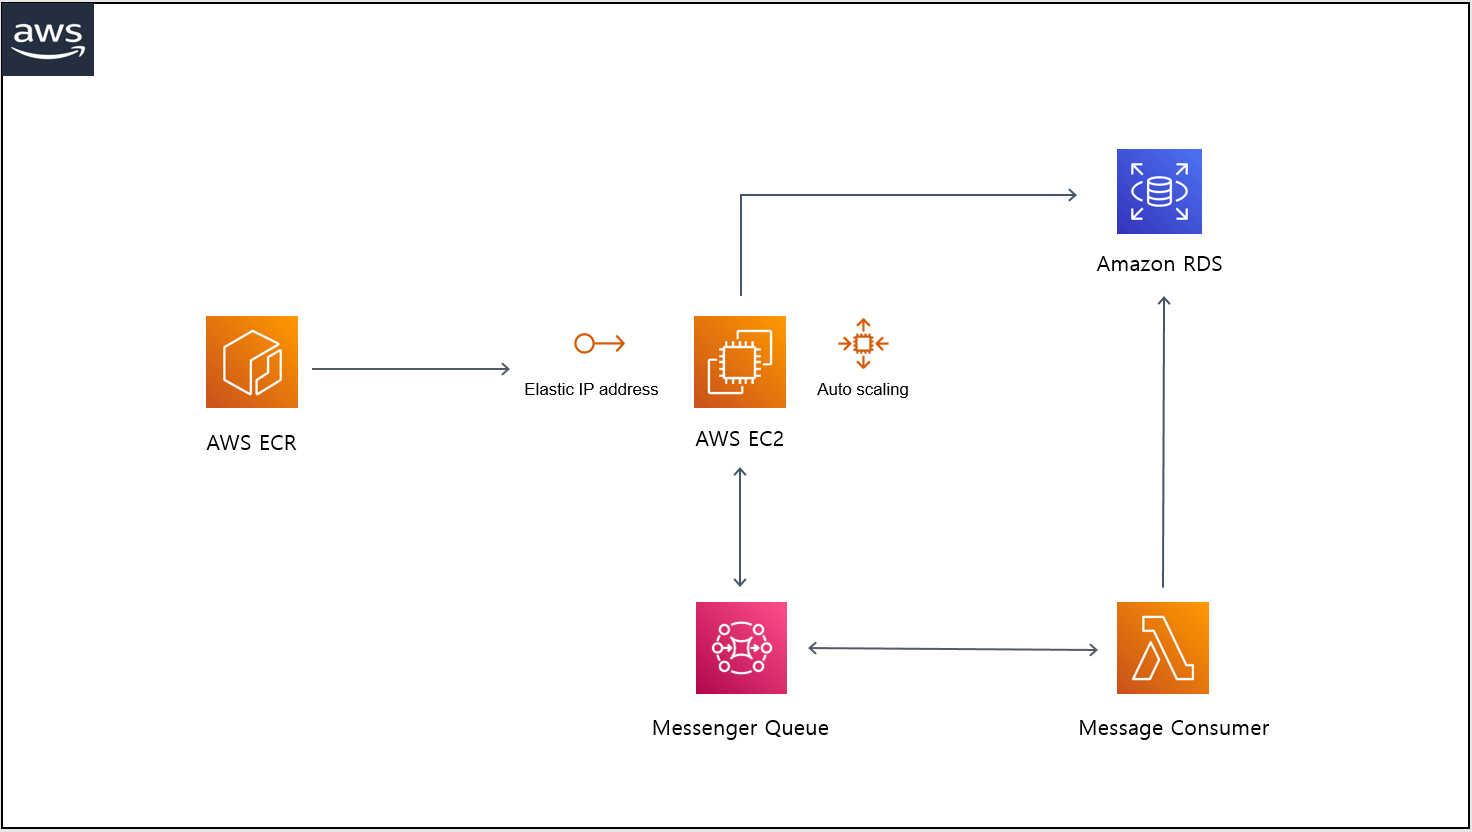 aws
Amazon RDS
Elastic IP address
Auto scaling
AWS ECR
AWS EC2
Messenger Queue
Message Consumer